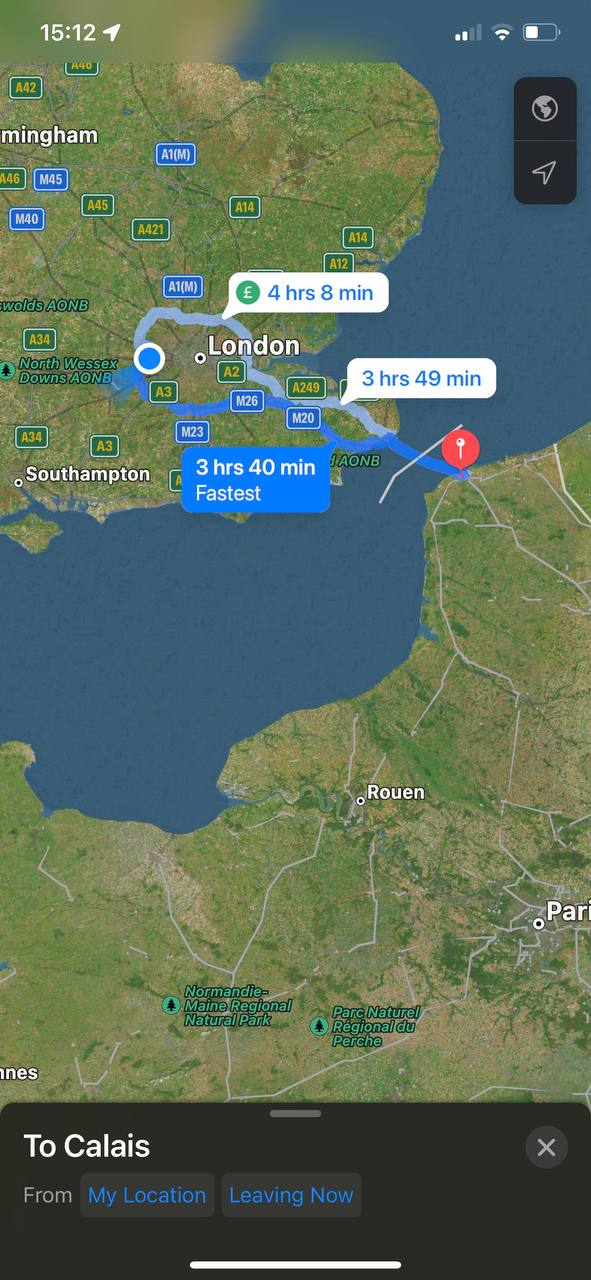 15:12
A46
A42
mingham
A1(M)
A46
M45
A45
A14
M40
A421
A14
A12
A1(M)
£ 4 hrs 8 min
swolds AONB
A34
London
North Wessex
Downs AONB
A2
3 hrs 49 min
A3
A249
M26
M20
M23
A34
A3
AONB
3 hrs 40 min
Fastest
Southampton
Rouen
Pari
Normandie-
Maine Regional
Natural Park
Parc Naturel
Régional du
Perche
nnes
To Calais
From My Location Leaving Now